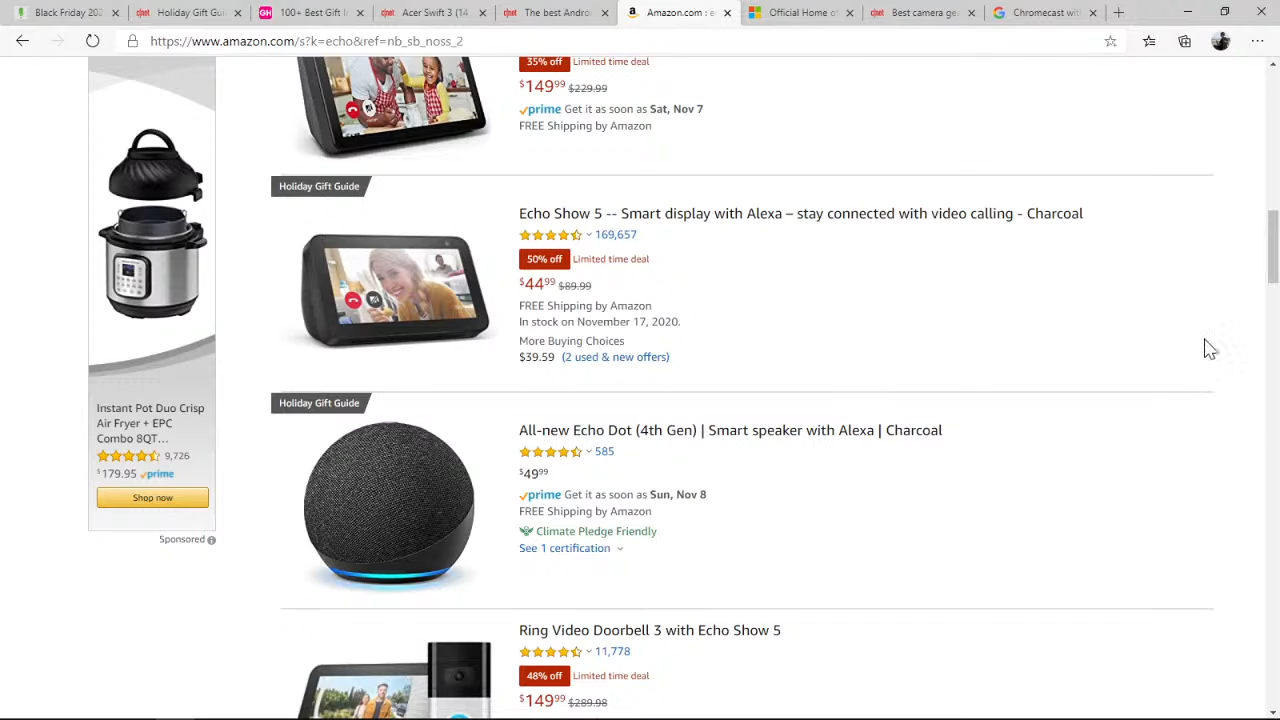 Black Friday 202
Holiday Gift Gui
100+ Best Gift I
Acer Swift 3 (14
The best Androi
Amazon.com : e
Official Home o
Best camera ge
Chromecast wit
https://www.amazon.com/s?k=echo&ref=nb_sb_noss_2
35% off Limited time deal
$149.99 $229.99
prime Get it as soon as Sat, Nov 7
FREE Shipping by Amazon
Holiday Gift Guide
Echo Show 5 -- Smart display with Alexa – stay connected with video calling - Charcoal
169,657
50% off Limited time deal
$44.99 $89.99
FREE Shipping by Amazon
In stock on November 17, 2020.
More Buying Choices
$39.59 (2 used & new offers)
Instant Pot Duo Crisp
Air Fryer + EPC
Combo 8QT...
9,726
$179.95 prime
Shop now
Sponsored
Holiday Gift Guide
All-new Echo Dot (4th Gen) | Smart speaker with Alexa | Charcoal
585
$49.99
prime Get it as soon as Sun, Nov 8
FREE Shipping by Amazon
Climate Pledge Friendly
See 1 certification
Ring Video Doorbell 3 with Echo Show 5
11,778
48% off Limited time deal
$149.99 $289.98